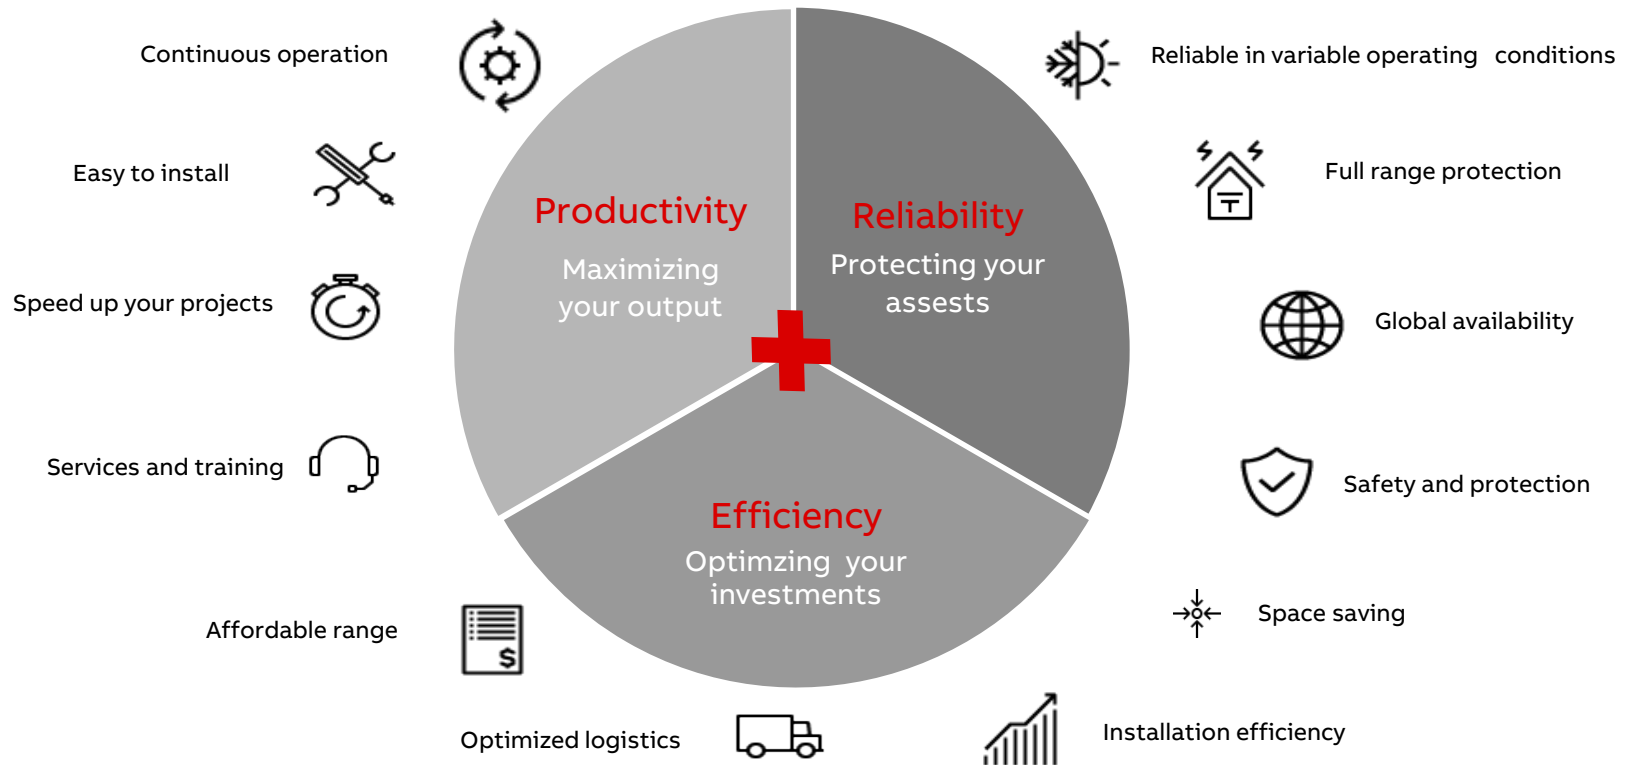 Continuous operation
Easy to install
Speed up your projects
Services and training
Productivity
Maximizing
your output
Reliability
Protecting your
assests
Reliable in variable operating conditions
Full range protection
Global availability
Safety and protection
Efficiency
Optimzing your
investments
Affordable range
$
Optimized logistics
Space saving
Installation efficiency